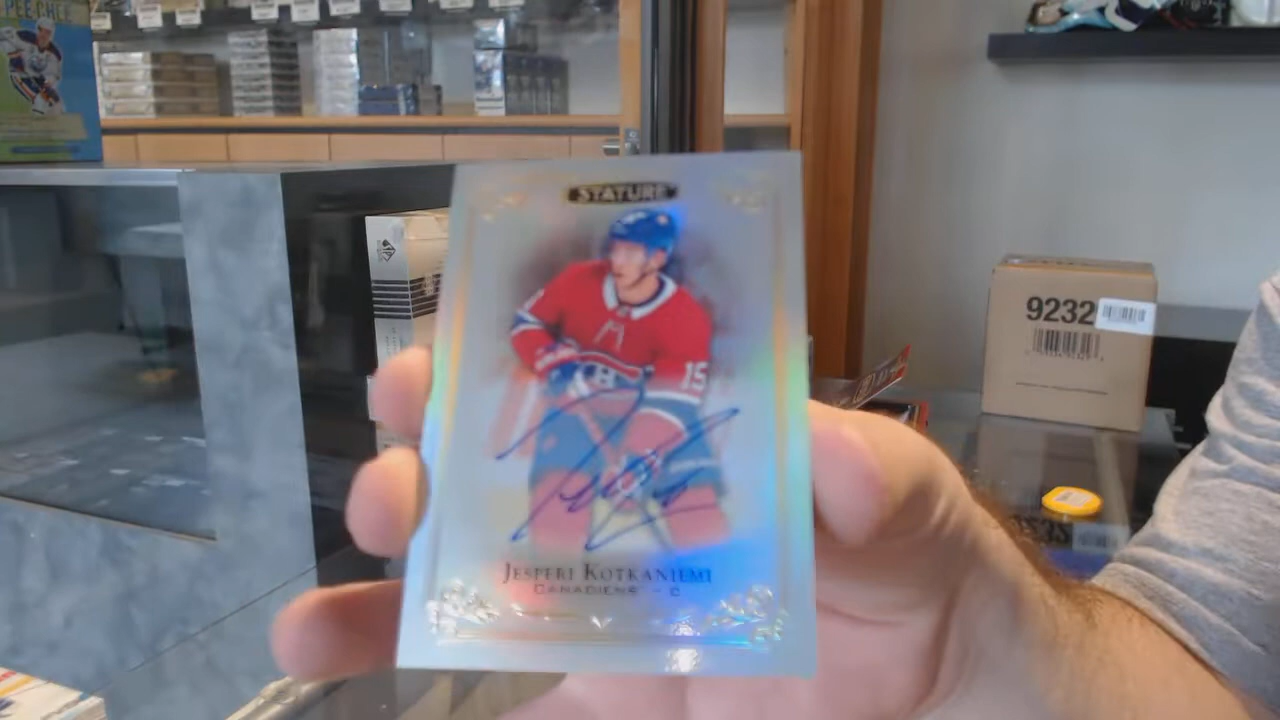 PEE CHEE
STATURE
15
JESPERI KOTKANIEMI
CANADIENS - C
9232